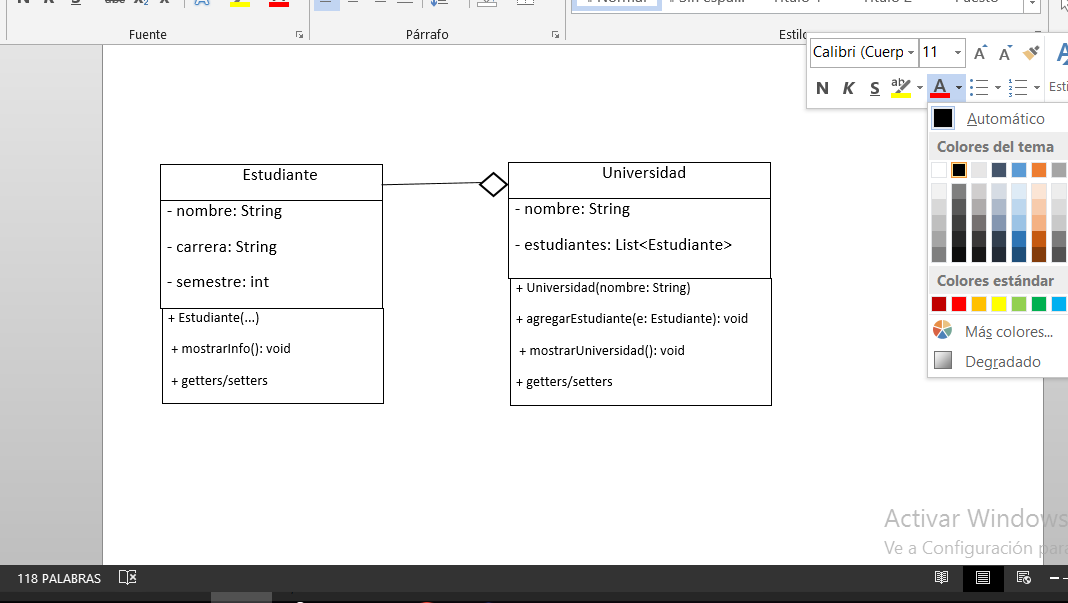 Fuente
Párrafo
Calibri (Cuerp
11
N K S
A
Esti
Automático
Colores del tema
Colores estándar
Más colores...
Degradado
Estudiante
- nombre: String
- carrera: String
- semestre: int
+ Estudiante(...)
+ mostrarInfo(): void
+ getters/setters
Universidad
- nombre: String
- estudiantes: List<Estudiante>
+ Universidad(nombre: String)
+ agregarEstudiante(e: Estudiante): void
+ mostrarUniversidad(): void
+ getters/setters
Activar Windows
Ve a Configuración para
118 PALABRAS